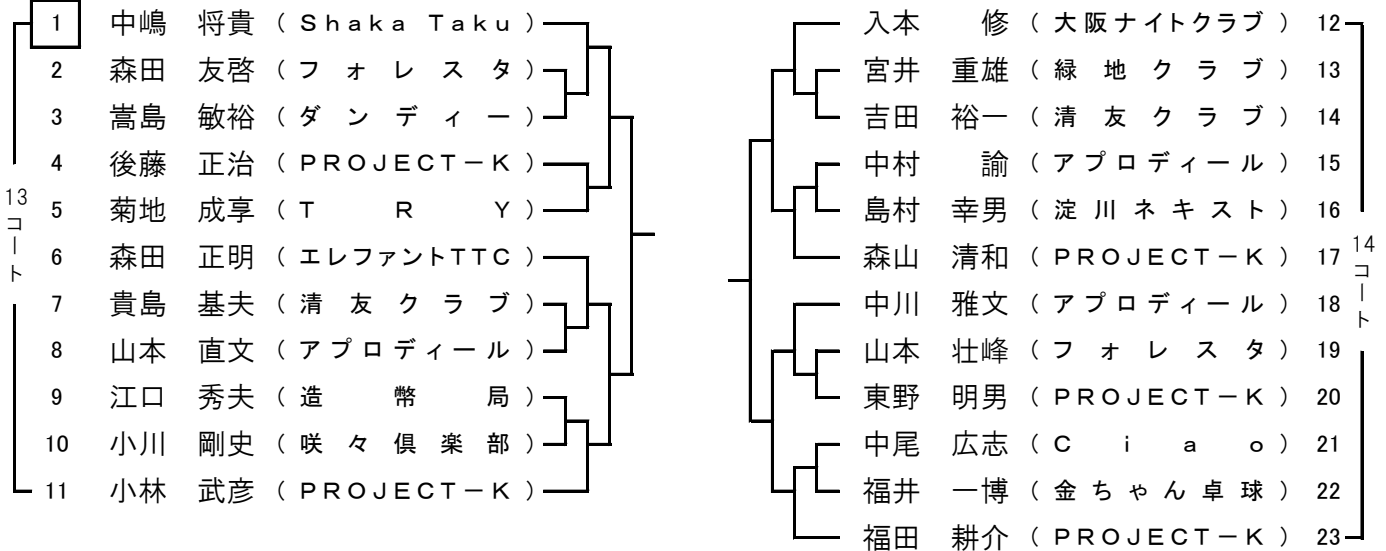 1 中嶋 将貴 ( Shaka Taku )
2 森田 友啓 ( フォレスタ )
3 嵩島 敏裕 ( ダンディー )
4 後藤 正治 ( PROJECT-K )
5 菊地 成享 ( TRY )
6 森田 正明 ( エレファントTTC )
7 貴島 基夫 ( 清友クラブ )
8 山本 直文 ( アプロディール )
9 江口 秀夫 ( 造幣局 )
10 小川 剛史 ( 咲々倶楽部 )
11 小林 武彦 ( PROJECT-K )
13コート
入本 修 ( 大阪ナイトクラブ ) 12
宮井 重雄 ( 緑地クラブ ) 13
吉田 裕一 ( 清友クラブ ) 14
中村 諭 ( アプロディール ) 15
島村 幸男 ( 淀川ネキスト ) 16
森山 清和 ( PROJECT-K ) 17
中川 雅文 ( アプロディール ) 18
山本 壮峰 ( フォレスタ ) 19
東野 明男 ( PROJECT-K ) 20
中尾 広志 ( Ciao ) 21
福井 一博 ( 金ちゃん卓球 ) 22
福田 耕介 ( PROJECT-K ) 23
14コート